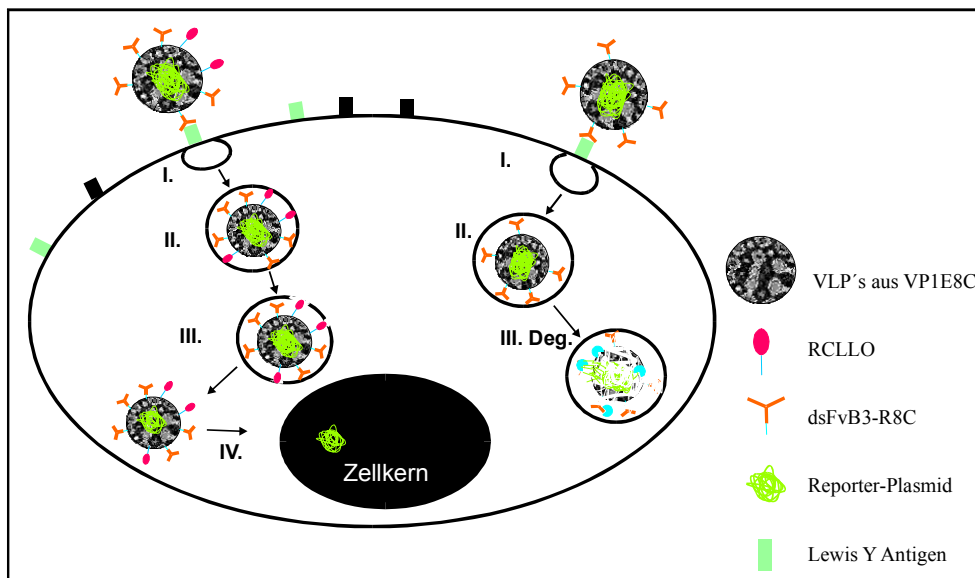 I.
I.
II.
II.
III.
III. Deg.
IV.
Zellkern
VLP´s aus VP1E8C
RCLLO
dsFvB3-R8C
Reporter-Plasmid
Lewis Y Antigen